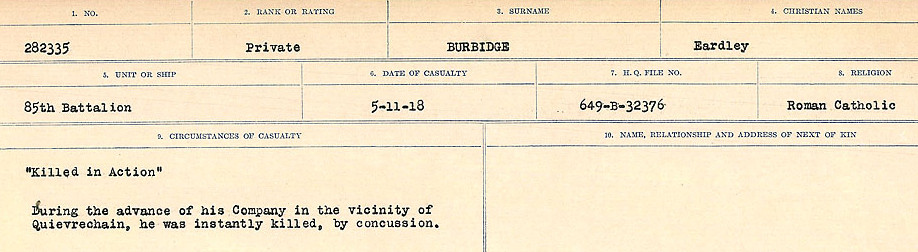 1. NO. 2. RANK OR RATING 3. SURNAME 4. CHRISTIAN NAMES
282335 Private BURBIDGE Eardley
5. UNIT OR SHIP 6. DATE OF CASUALTY 7. H.Q. FILE NO. 8. RELIGION
85th Battalion 5-11-18 649-B-32376 Roman Catholic
9. CIRCUMSTANCES OF CASUALTY 10. NAME, RELATIONSHIP AND ADDRESS OF NEXT OF KIN
"Killed in Action"
During the advance of his Company in the vicinity of
Quievrechain, he was instantly killed, by concussion.